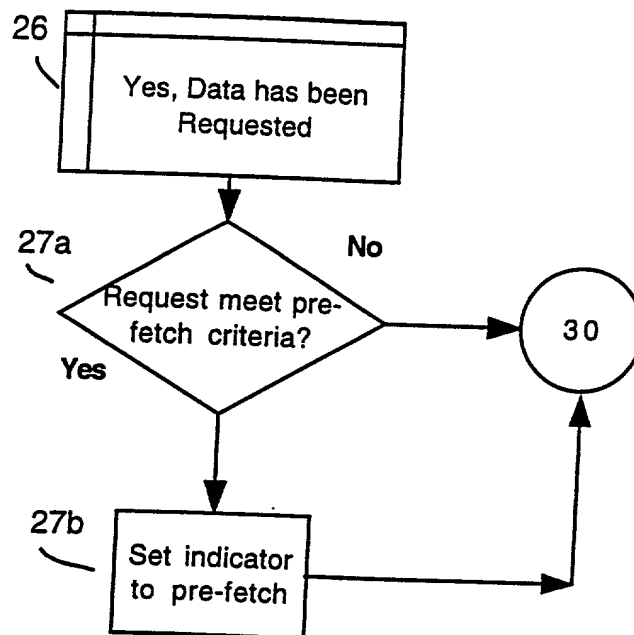 26
Yes, Data has been
Requested
27a
No
Request meet pre-
fetch criteria?
30
Yes
27b
Set indicator
to pre-fetch